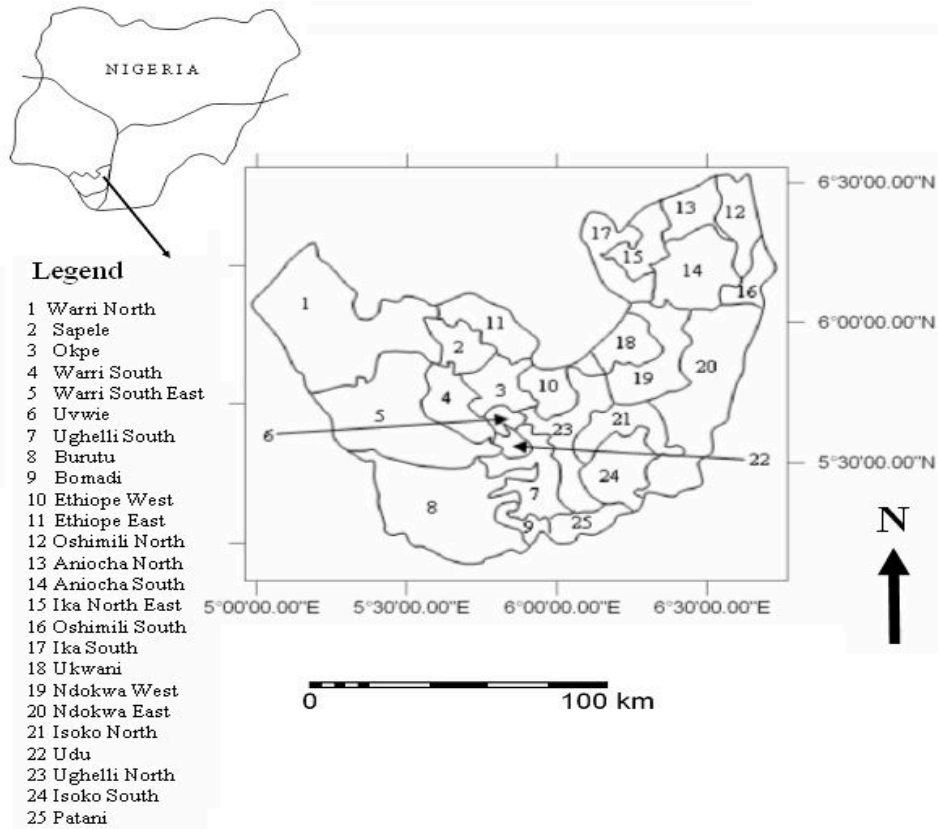 NIGERIA
Legend
1 Warri North
2 Sapele
3 Okpe
4 Warri South
5 Warri South East
6 Uvwie
7 Ughelli South
8 Burutu
9 Bomadi
10 Ethiope West
11 Ethiope East
12 Oshimili North
13 Aniocha North
14 Aniocha South
15 Ika North East
16 Oshimili South
17 Ika South
18 Ukwani
19 Ndokwa West
20 Ndokwa East
21 Isoko North
22 Udu
23 Ughelli North
24 Isoko South
25 Patani
13
12
17
15
14
16
1
11
2
18
20
19
10
3
4
5
21
23
6
22
24
7
8
9
25
6°30'00.00"N
6°00'00.00"N
5°30'00.00"N
5°00'00.00"E
5°30'00.00"E
6°00'00.00"E
6°30'00.00"E
N
0
100 km